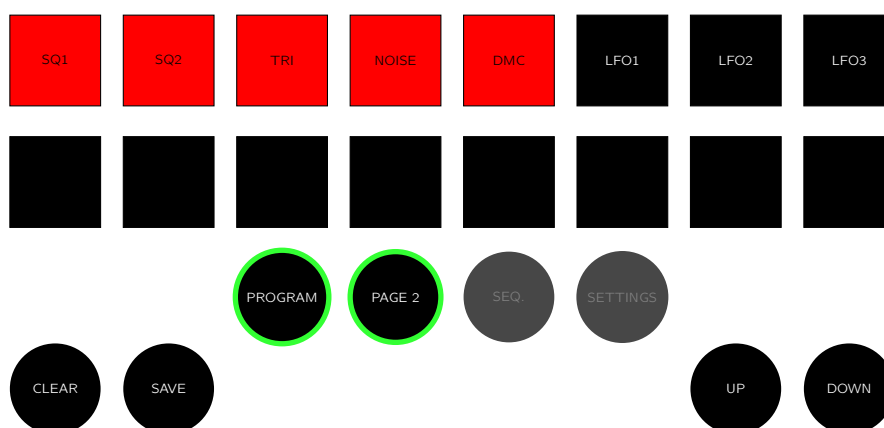 SQ1 SQ2 TRI NOISE DMC LFO1 LFO2 LFO3
PROGRAM PAGE 2 SEQ. SETTINGS
CLEAR SAVE UP DOWN